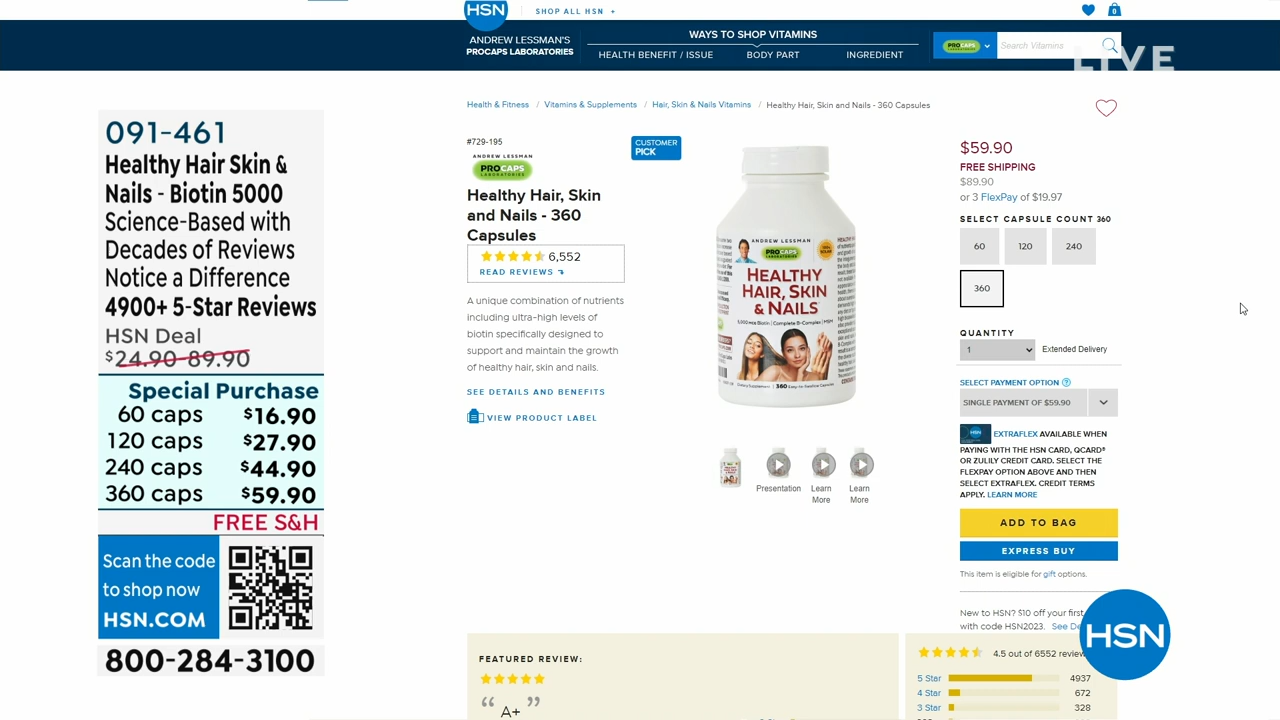 HSN
SHOP ALL HSN +
0
ANDREW LESSMAN'S
PROCAPS LABORATORIES
WAYS TO SHOP VITAMINS
HEALTH BENEFIT / ISSUE
BODY PART
INGREDIENT
PROCAPS
Search Vitamins
LIVE
091-461
Healthy Hair Skin &
Nails - Biotin 5000
Science-Based with
Decades of Reviews
Notice a Difference
4900+ 5-Star Reviews
HSN Deal
$24.90-89.90
Special Purchase
60 caps $16.90
120 caps $27.90
240 caps $44.90
360 caps $59.90
FREE S&H
Scan the code
to shop now
HSN.COM
800-284-3100
Health & Fitness / Vitamins & Supplements / Hair, Skin & Nails Vitamins / Healthy Hair, Skin and Nails - 360 Capsules
#729-195
ANDREW LESSMAN
PROCAPS
LABORATORIES
CUSTOMER
PICK
Healthy Hair, Skin
and Nails - 360
Capsules
6,552
READ REVIEWS
A unique combination of nutrients
including ultra-high levels of
biotin specifically designed to
support and maintain the growth
of healthy hair, skin and nails.
SEE DETAILS AND BENEFITS
VIEW PRODUCT LABEL
ANDREW LESSMAN
PROCAPS
HEALTHY
HAIR, SKIN
& NAILS
Presentation
Learn
More
Learn
More
$59.90
FREE SHIPPING
$89.90
or 3 FlexPay of $19.97
SELECT CAPSULE COUNT 360
60
120
240
360
QUANTITY
1
Extended Delivery
SELECT PAYMENT OPTION
SINGLE PAYMENT OF $59.90
EXTRAFLEX AVAILABLE WHEN
PAYING WITH THE HSN CARD, QCARD®
OR ZULILY CREDIT CARD. SELECT THE
FLEXPAY OPTION ABOVE AND THEN
SELECT EXTRAFLEX. CREDIT TERMS
APPLY. LEARN MORE
ADD TO BAG
EXPRESS BUY
This item is eligible for gift options.
New to HSN? $10 off your first
with code HSN2023. See De
HSN
FEATURED REVIEW:
“ A+ ”
4.5 out of 6552 review
5 Star 4937
4 Star 672
3 Star 328